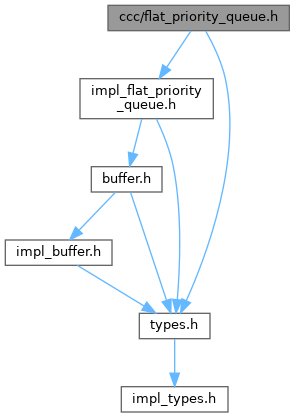 ccc/flat_priority_queue.h
impl_flat_priority
_queue.h
buffer.h
impl_buffer.h
types.h
impl_types.h